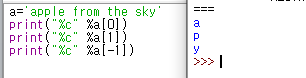 a='apple from the sky'
print("%c" %a[0])
print("%c" %a[1])
print("%c" %a[-1])
===
a
p
y
>>>